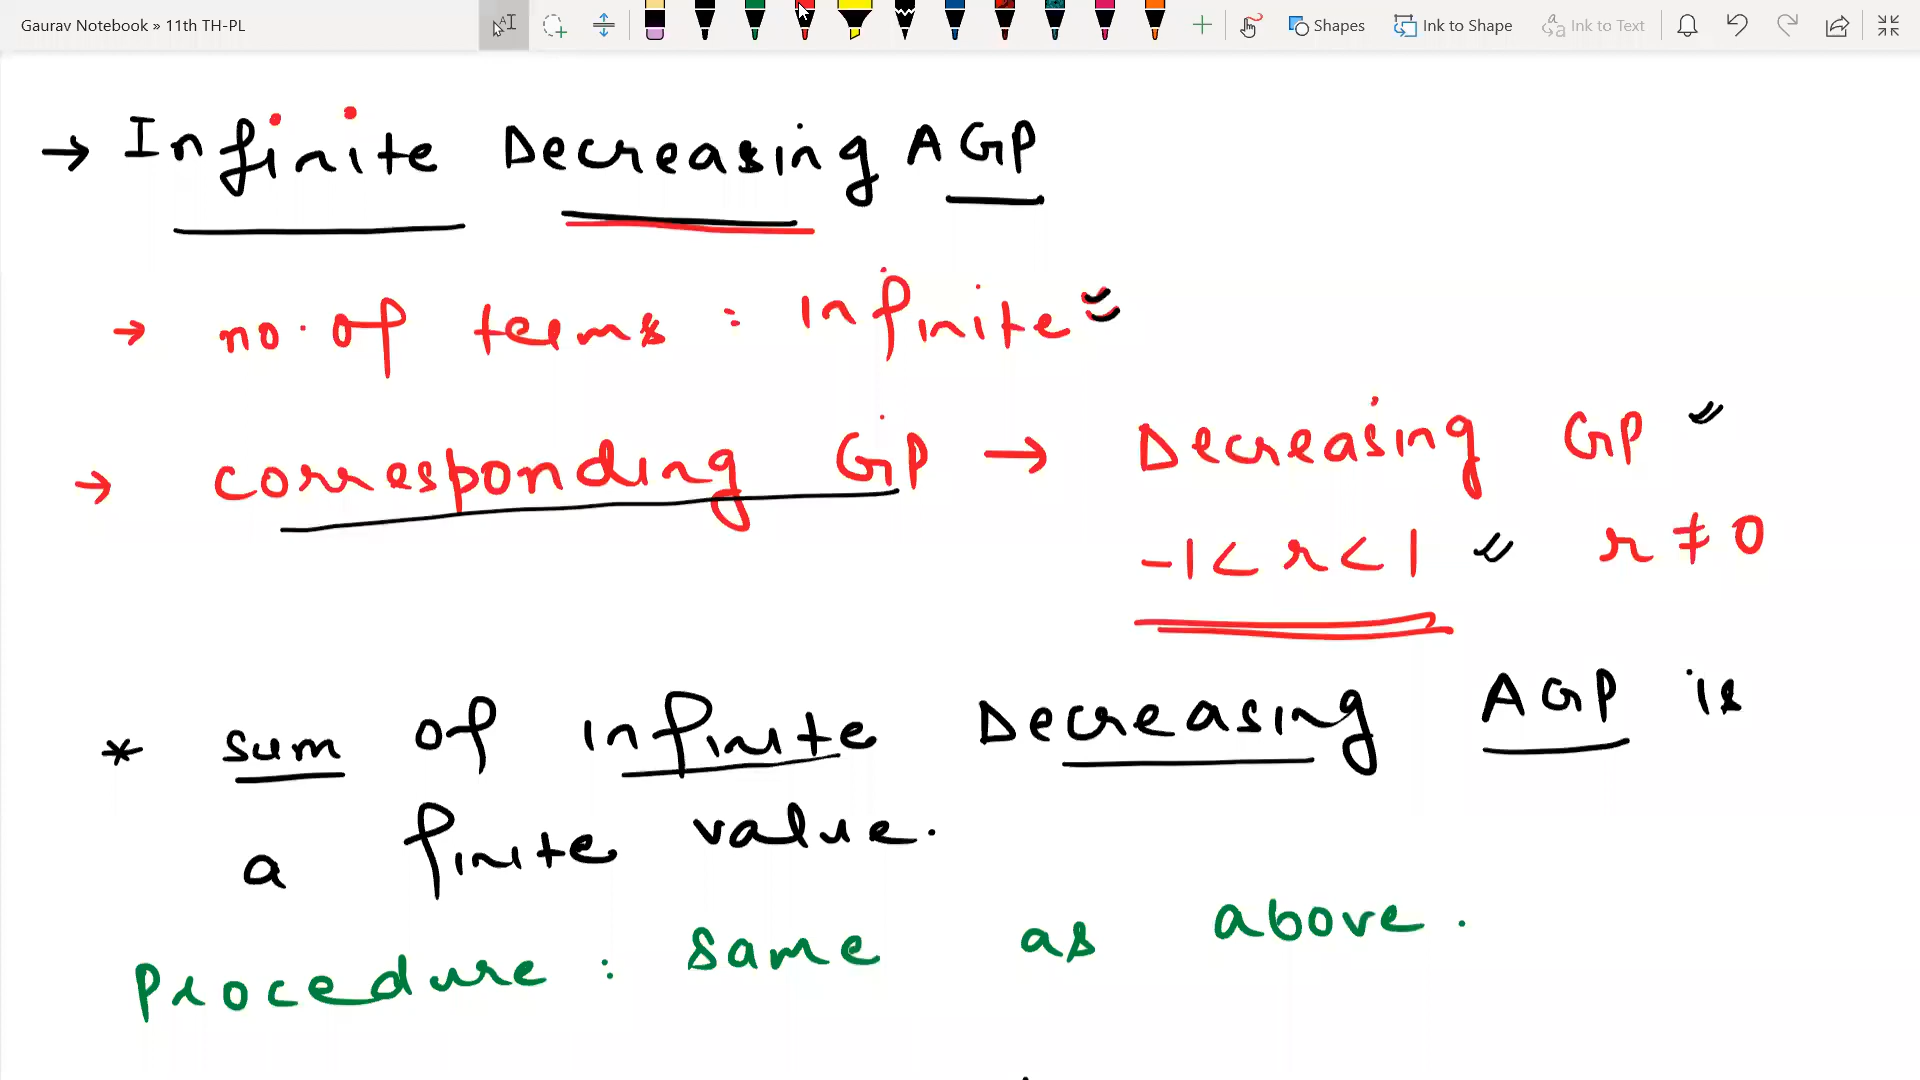 Gaurav Notebook » 11th TH-PL
Shapes
Ink to Shape
Ink to Text
→ Infinite Decreasing AGP
→ no. of terms : infinite
→ corresponding GP → Decreasing GP
-1 < r < 1 r ≠ 0
* sum of infinite Decreasing AGP is
a finite value.
Procedure : same as above.